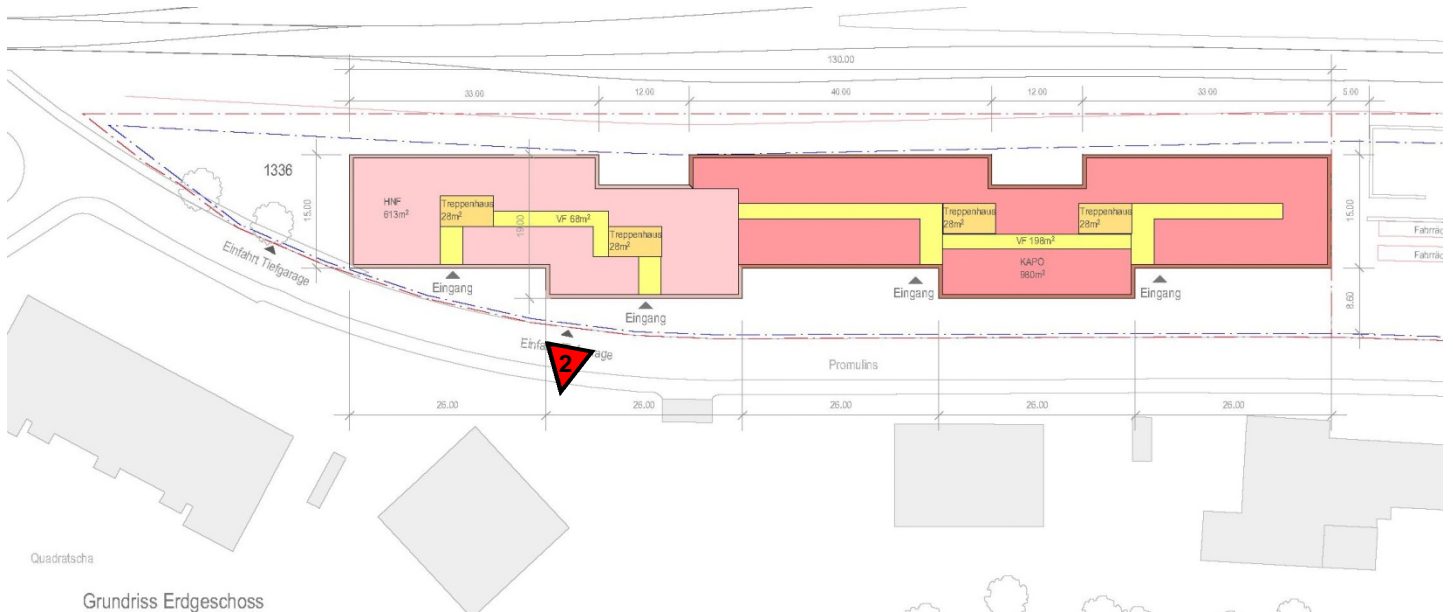 130.00
33.00
12.00
40.00
12.00
33.00
5.00
1336
15.00
HNF
613m²
Treppenhaus
28m²
VF 68m²
Treppenhaus
28m²
19.00
Treppenhaus
28m²
Treppenhaus
28m²
VF 198m²
KAPO
980m²
15.00
8.60
Einfahrt Tiefgarage
Eingang
Eingang
Eingang
Eingang
2
Promulins
26.00
26.00
26.00
26.00
26.00
Quadratscha
Grundriss Erdgeschoss